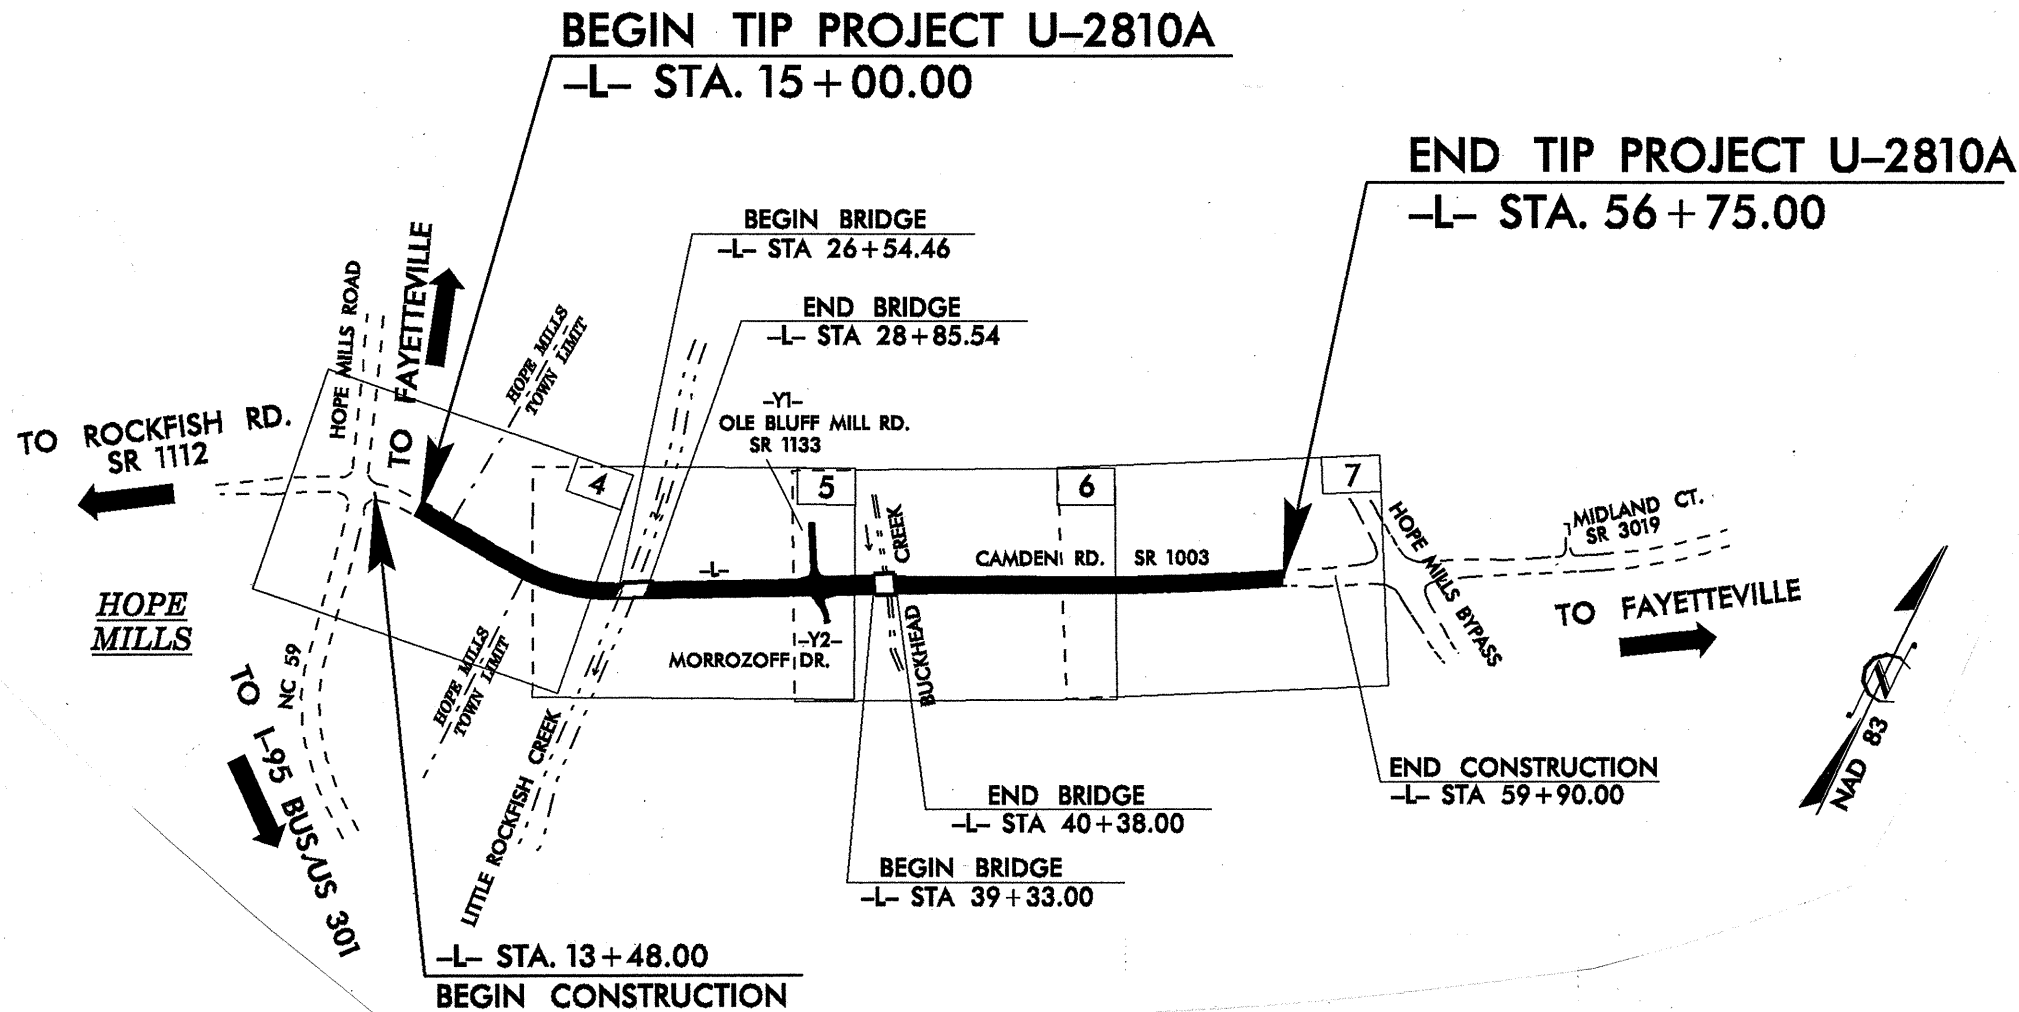 BEGIN TIP PROJECT U–2810A
–L– STA. 15+00.00
END TIP PROJECT U–2810A
–L– STA. 56+75.00
BEGIN BRIDGE
–L– STA 26+54.46
END BRIDGE
–L– STA 28+85.54
HOPE MILLS ROAD
TO FAYETTEVILLE
HOPE MILLS
TOWN LIMIT
–Y1–
OLE BLUFF MILL RD.
SR 1133
TO ROCKFISH RD.
SR 1112
4
5
6
7
CAMDEN RD. SR 1003
–L–
–Y2–
MORROZOFF DR.
BUCKHEAD CREEK
HOPE MILLS BYPASS
MIDLAND CT.
SR 3019
TO FAYETTEVILLE
HOPE
MILLS
NC 59
TO I–95 BUS/US 301
HOPE MILLS
TOWN LIMIT
LITTLE ROCKFISH CREEK
END CONSTRUCTION
–L– STA 59+90.00
END BRIDGE
–L– STA 40+38.00
BEGIN BRIDGE
–L– STA 39+33.00
–L– STA. 13+48.00
BEGIN CONSTRUCTION
NAD 83